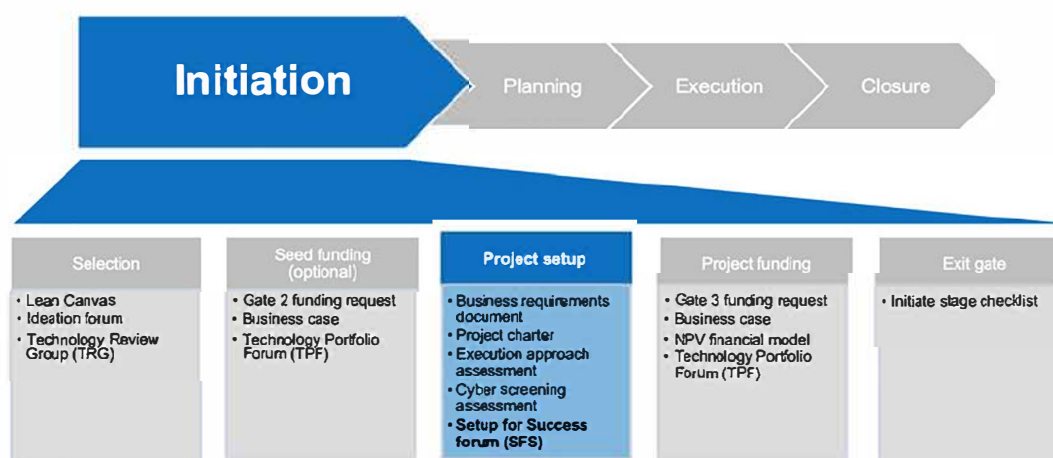 Initiation
Planning
Execution
Closure
Selection
• Lean Canvas
• Ideation forum
• Technology Review
Group (TRG)
Seed funding
(optional)
• Gate 2 funding request
• Business case
• Technology Portfolio
Forum (TPF)
Project setup
• Business requirements
document
• Project charter
• Execution approach
assessment
• Cyber screening
assessment
• Setup for Success
forum (SFS)
Project funding
• Gate 3 funding request
• Business case
• NPV financial model
• Technology Portfolio
Forum (TPF)
Exit gate
• Initiate stage checklist